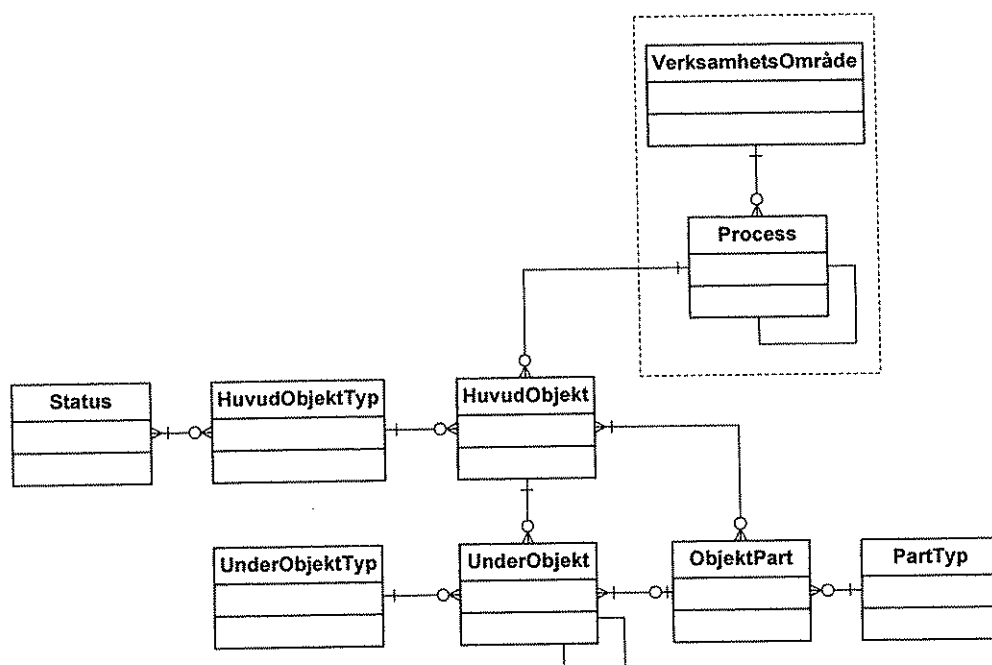 VerksamhetsOmråde
Process
Status
HuvudObjektTyp
HuvudObjekt
UnderObjektTyp
UnderObjekt
ObjektPart
PartTyp